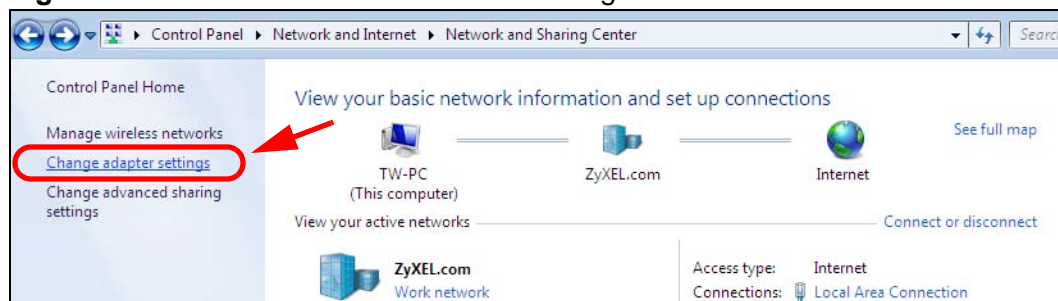 Control Panel ▸ Network and Internet ▸ Network and Sharing Center
Searc
Control Panel Home
Manage wireless networks
Change adapter settings
Change advanced sharing
settings
View your basic network information and set up connections
See full map
TW-PC
(This computer)
ZyXEL.com
Internet
View your active networks
Connect or disconnect
ZyXEL.com
Work network
Access type: Internet
Connections: Local Area Connection